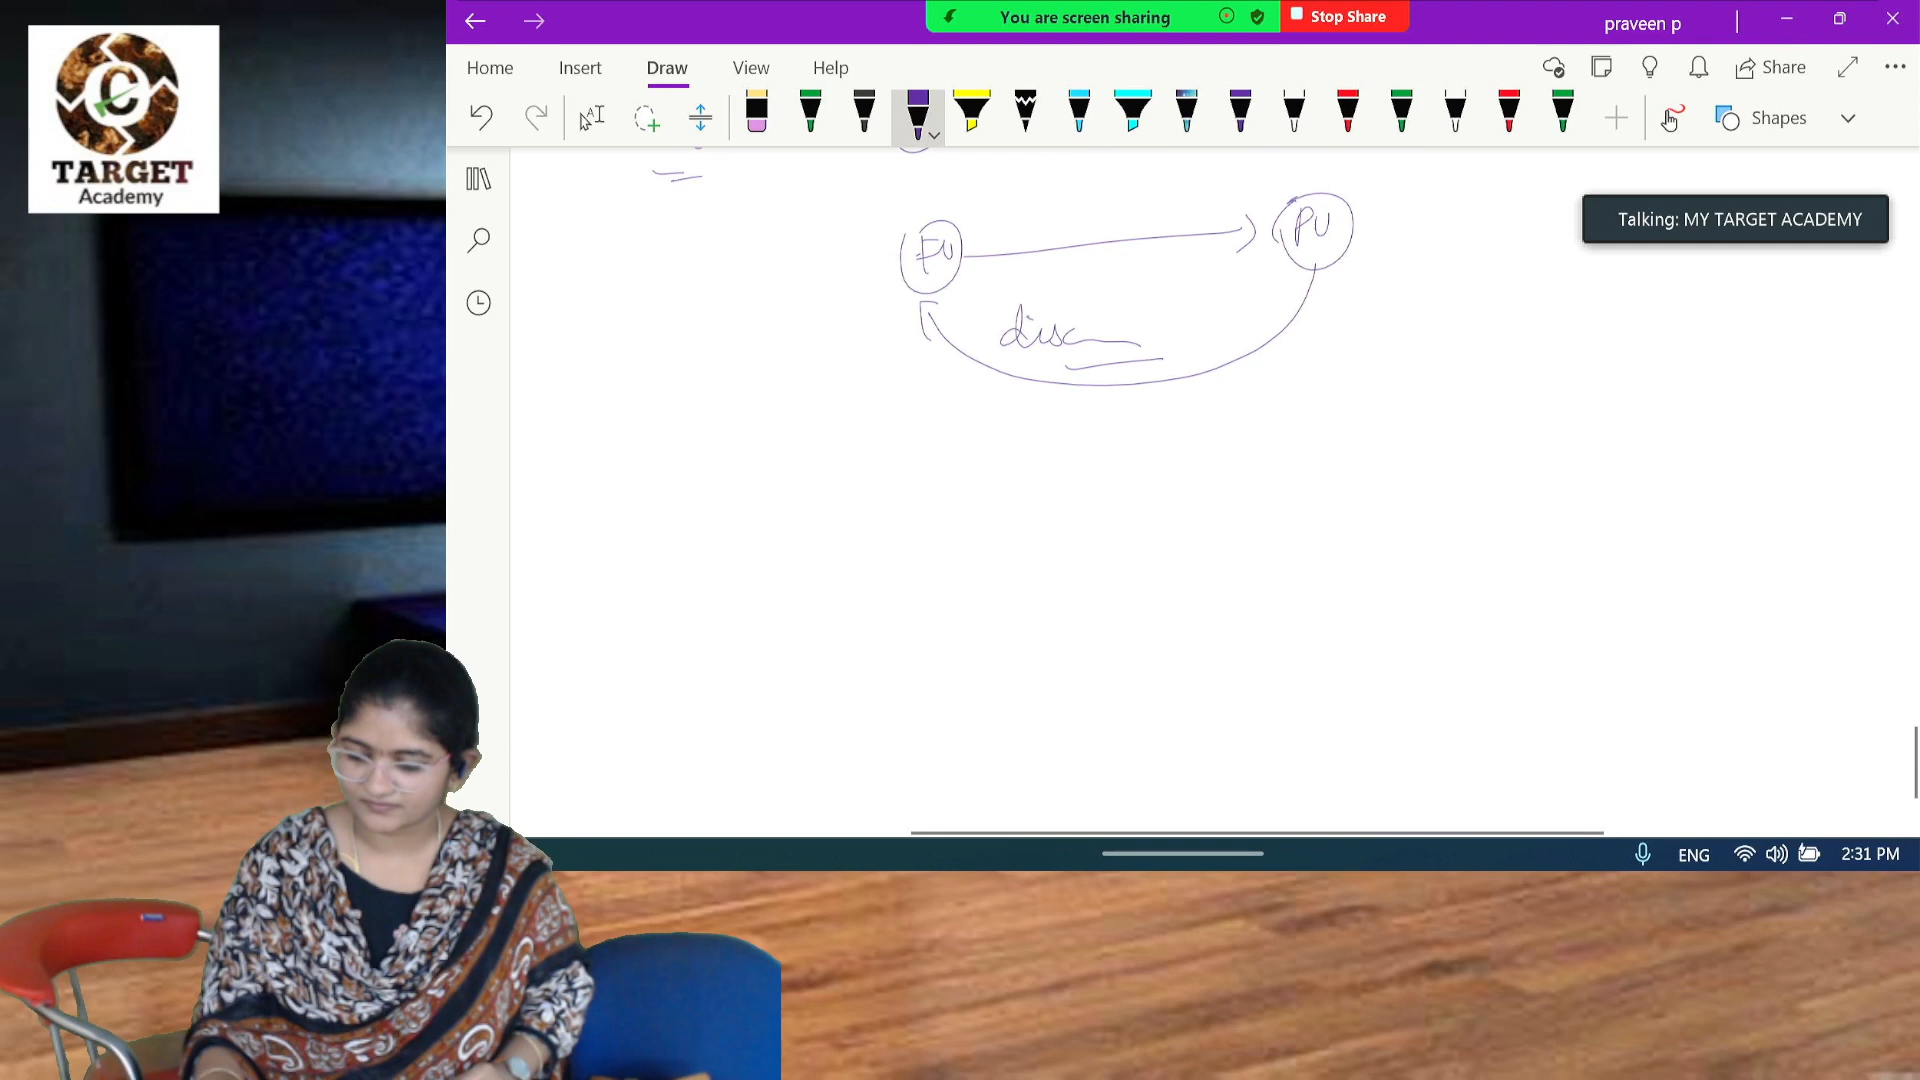 TARGET
Academy
You are screen sharing
Stop Share
praveen p
Home Insert Draw View Help
Share
Shapes
Talking: MY TARGET ACADEMY
FU
PU
disc
ENG
2:31 PM